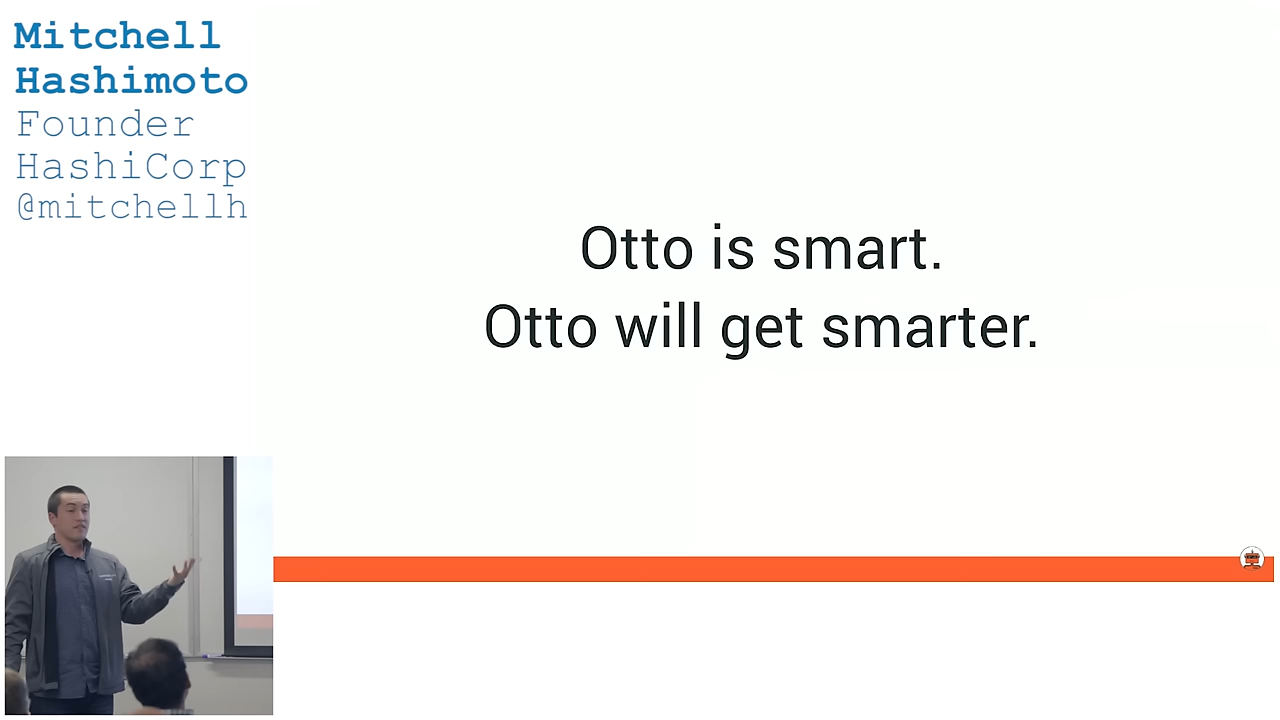 Mitchell
Hashimoto
Founder
HashiCorp
@mitchellh
Otto is smart.
Otto will get smarter.